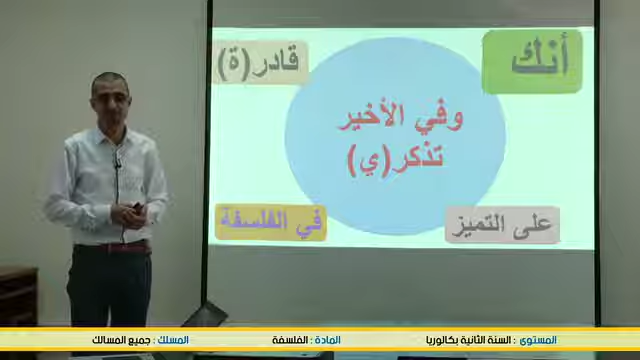 أنك
قادر(ة)
وفي الأخير
تذكر(ي)
على التميز
في الفلسفة
المستوى : السنة الثانية بكالوريا
المادة : الفلسفة
المسلك : جميع المسالك